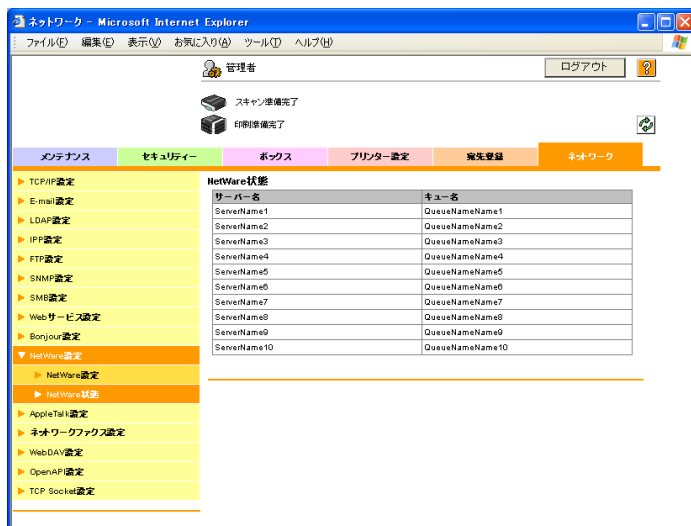 ネットワーク - Microsoft Internet Explorer
ファイル(F) 編集(E) 表示(V) お気に入り(A) ツール(T) ヘルプ(H)
管理者
ログアウト
?
スキャン準備完了
印刷準備完了
メンテナンス セキュリティー ボックス プリンター設定 宛先登録 ネットワーク
TCP/IP設定
E-mail設定
LDAP設定
IPP設定
FTP設定
SNMP設定
SMB設定
Webサービス設定
Bonjour設定
NetWare設定
NetWare設定
NetWare状態
AppleTalk設定
ネットワークファクス設定
WebDAV設定
OpenAPI設定
TCP Socket設定
NetWare状態
サーバー名 キュー名
ServerName1 QueueNameName1
ServerName2 QueueNameName2
ServerName3 QueueNameName3
ServerName4 QueueNameName4
ServerName5 QueueNameName5
ServerName6 QueueNameName6
ServerName7 QueueNameName7
ServerName8 QueueNameName8
ServerName9 QueueNameName9
ServerName10 QueueNameName10